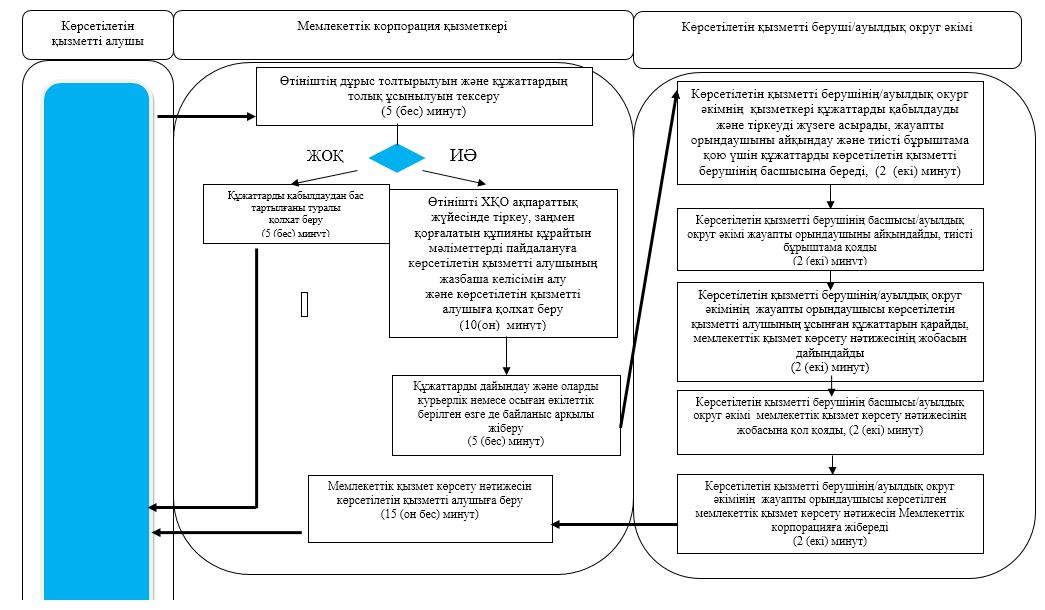 Көрсетілетін
қызметті алушы
Мемлекеттік корпорация қызметкері
Көрсетілетін қызметті беруші/ауылдық округ әкімі
Өтініштің дұрыс толтырылуын және құжаттардың
толық ұсынылуын тексеру
(5 (бес) минут)
ЖОҚ
ИӘ
Құжаттарды қабылдаудан бас
тартылғаны туралы
қолхат беру
(5 (бес) минут)
Өтінішті ХҚО ақпараттық
жүйесінде тіркеу, заңмен
қорғалатын құпияны құрайтын
мәліметтерді пайдалануға
көрсетілетін қызметті алушының
жазбаша келісімін алу
және көрсетілетін қызметті
алушыға қолхат беру
(10(он) минут)
Құжаттарды дайындау және оларды
курьерлік немесе осыған өкілеттік
берілген өзге де байланыс арқылы
жіберу
(5 (бес) минут)
Мемлекеттік қызмет көрсету нәтижесін
көрсетілетін қызметті алушыға беру
(15 (он бес) минут)
Көрсетілетін қызметті берушінің/ауылдық окург
әкімнің қызметкері құжаттарды қабылдауды
және тіркеуді жүзеге асырады, жауапты
орындаушыны айқындау және тиісті бұрыштама
қою үшін құжаттарды көрсетілетін қызметті
берушінің басшысына береді, (2 (екі) минут)
Көрсетілетін қызметті берушінің басшысы/ауылдық
округ әкімі жауапты орындаушыны айқындайды, тиісті
бұрыштама қояды
(2 (екі) минут)
Көрсетілетін қызметті берушінің/ауылдық округ
әкімінің жауапты орындаушысы көрсетілетін
қызметті алушының ұсынған құжаттарын қарайды,
мемлекеттік қызмет көрсету нәтижесінің жобасын
дайындайды
(2 (екі) минут)
Көрсетілетін қызметті берушінің басшысы/ауылдық
округ әкімі мемлекеттік қызмет көрсету нәтижесінің
жобасына қол қояды, (2 (екі) минут)
Көрсетілетін қызметті берушінің/ауылдық округ
әкімінің жауапты орындаушысы көрсетілген
мемлекеттік қызмет көрсету нәтижесін Мемлекеттік
корпорацияға жібереді
(2 (екі) минут)